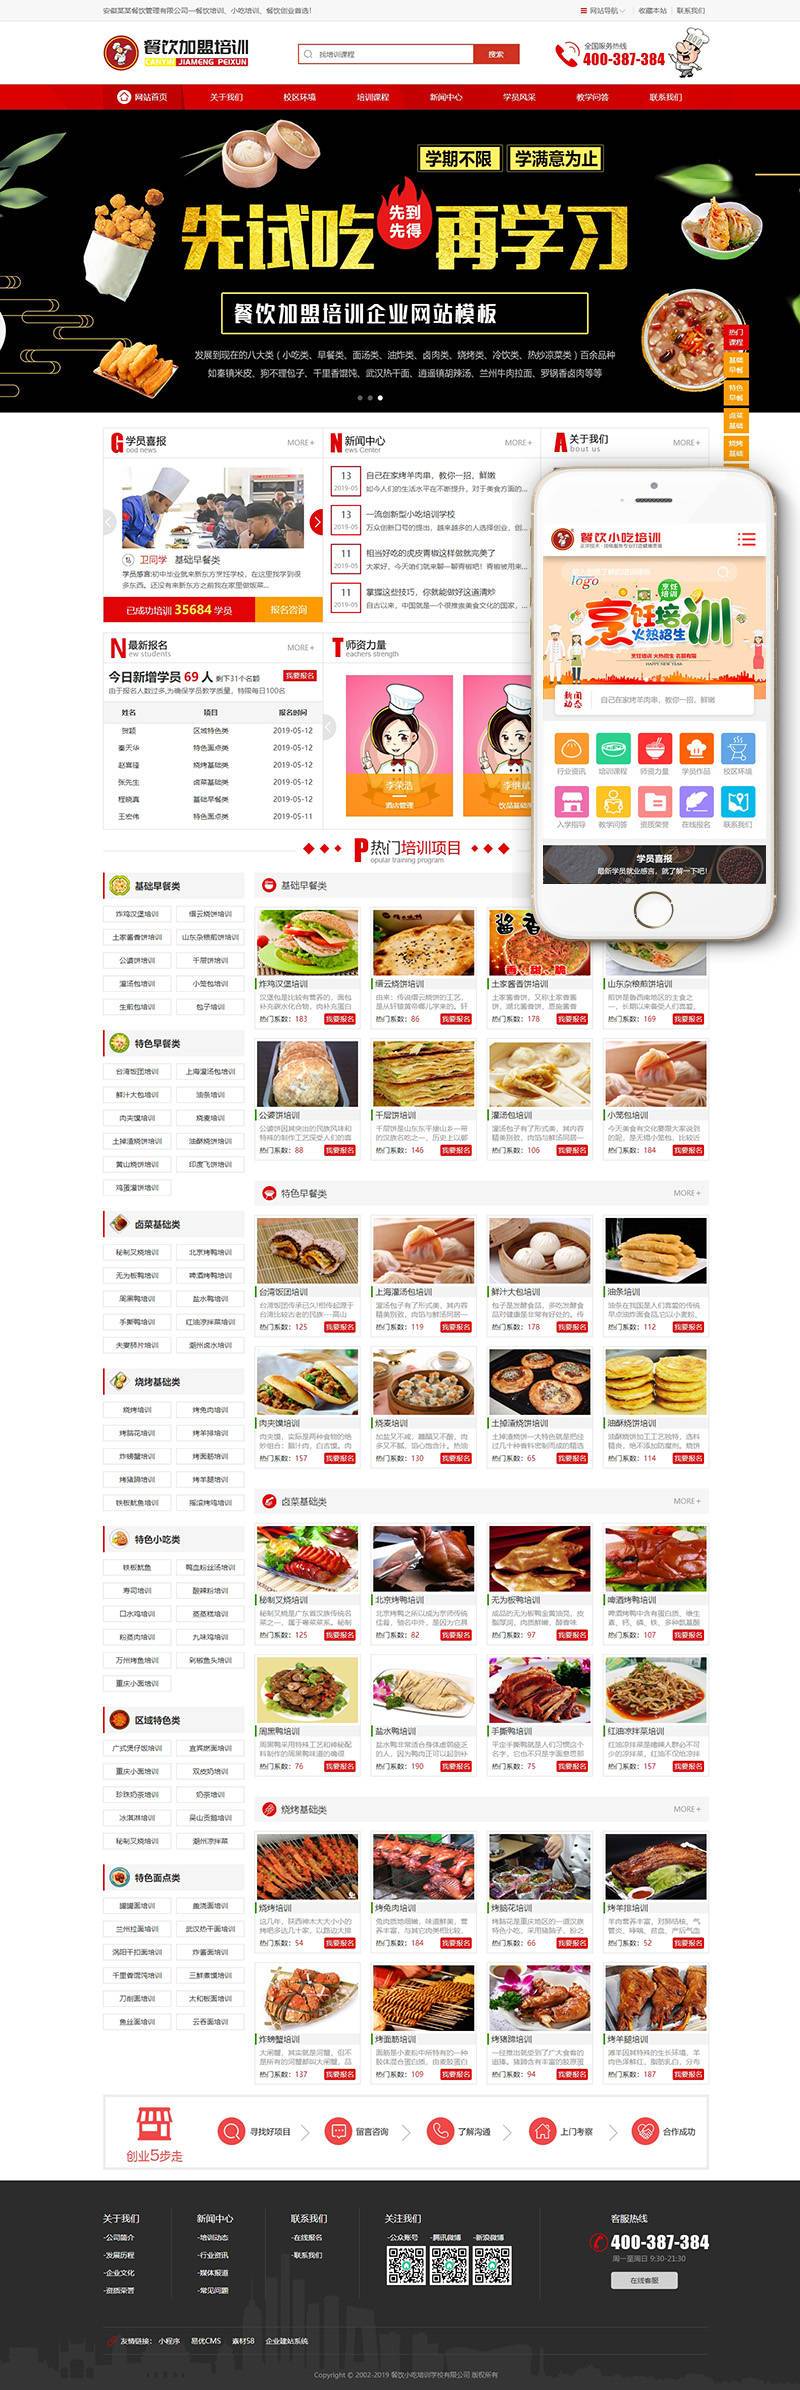 安徽某某餐饮管理有限公司—餐饮培训、小吃培训、餐饮创业首选!
网站导航 收藏本站 联系我们
餐饮加盟培训
CANYIN JIAMENG PEIXUN
找培训课程
搜索
全国服务热线
400-387-384
网站首页 关于我们 校区环境 培训课程 新闻中心 学员风采 教学问答 联系我们
学期不限 学满意为止
先试吃 先到先得 再学习
餐饮加盟培训企业网站模板
发展到现在的八大类(小吃类、早餐类、面汤类、油炸类、卤肉类、烧烤类、冷饮类、热炒凉菜类)百余品种
如秦镇米皮、狗不理包子、千里香馄饨、武汉热干面、逍遥镇胡辣汤、兰州牛肉拉面、罗锅香卤肉等等
热门课程
基础早餐
特色早餐
卤菜基础
烧烤基础
Good news 学员喜报 MORE+
卫同学 基础早餐类
学员感言:初中毕业就来新东方烹饪学校,在这里我学到很
多东西。还没有来新东方之前我在家里做饭菜...
已成功培训 35684 学员 报名咨询
News Center 新闻中心 MORE+
13 2019-05 自己在家烤羊肉串,教你一招,鲜嫩
如今人们的生活水平在不断提升,对于美食方面的...
13 2019-05 一流创新型小吃培训学校
万众创新口号的提出,越来越多的人选择创业,创...
11 2019-05 相当好吃的虎皮青椒这样做就完美了
大家好,今天咱们就来聊一聊青椒吧!青椒被用来...
11 2019-05 掌握这些技巧,你就能做好这道清炒
自古以来,中国就是一个很推崇美食文化的国家,...
About us 关于我们
New students 最新报名 MORE+
今日新增学员 69 人 剩下31个名额 我要报名
由于报名人数过多,为确保学员教学质量,特限每日100名
姓名 项目 报名时间
贺颖 区域特色类 2019-05-12
秦天华 特色面点类 2019-05-12
赵喜隆 烧烤基础类 2019-05-12
张先生 卤菜基础类 2019-05-12
程晓真 基础早餐类 2019-05-12
王宏伟 特色面点类 2019-05-11
Teachers strength 师资力量
李荣浩
酒店管理
李继斌
饮品基础
餐饮小吃培训
logo
烹饪培训
烹饪培训
火热招生
烹饪培训 火热招生 名额有限
HAPPY NEW YEAR
新闻动态 自己在家烤羊肉串,教你一招,鲜嫩
行业资讯 培训课程 师资力量 学员作品 校区环境
入学指导 教学问答 资质荣誉 在线报名 联系我们
学员喜报
最新学员就业感言,就了解一下吧!
Popular training program 热门培训项目
基础早餐类
炸鸡汉堡培训 缙云烧饼培训
土家酱香饼培训 山东杂粮煎饼培训
公婆饼培训 千层饼培训
灌汤包培训 小笼包培训
生煎包培训 包子培训
特色早餐类
台湾饭团培训 上海灌汤包培训
鲜汁大包培训 油条培训
肉夹馍培训 烧麦培训
土掉渣烧饼培训 油酥烧饼培训
黄山烧饼培训 印度飞饼培训
鸡蛋灌饼培训
卤菜基础类
秘制叉烧培训 北京烤鸭培训
无为板鸭培训 啤酒烤鸭培训
周黑鸭培训 盐水鸭培训
手撕鸭培训 红油凉拌菜培训
夫妻肺片培训 潮州卤水培训
烧烤基础类
烧烤培训 烤兔肉培训
烤脑花培训 烤羊排培训
炸螃蟹培训 烤面筋培训
烤猪蹄培训 烤羊腿培训
铁板鱿鱼培训 摇滚烤鸡培训
特色小吃类
铁板鱿鱼 鸭血粉丝汤培训
寿司培训 酸辣粉培训
口水鸡培训 蒸蒸糕培训
粉蒸肉培训 九味鸡培训
万州烤鱼培训 剁椒鱼头培训
重庆小面培训
区域特色类
广式煲仔饭培训 宜宾燃面培训
重庆小面培训 双皮奶培训
珍珠奶茶培训 奶茶培训
冰淇淋培训 吴山贡鹅培训
秘制叉烧培训 潮州凉拌菜
特色面点类
罐罐面培训 盖浇面培训
兰州拉面培训 武汉热干面培训
涡阳干扣面培训 炸酱面培训
千里香馄饨培训 三鲜煮馍培训
刀削面培训 太和板面培训
鱼丝面培训 云吞面培训
基础早餐类
炸鸡汉堡培训 缙云烧饼培训 土家酱香饼培训 山东杂粮煎饼培训
热门系数:183 我要报名 热门系数:86 我要报名 热门系数:178 我要报名 热门系数:169 我要报名
公婆饼培训 千层饼培训 灌汤包培训 小笼包培训
热门系数:88 我要报名 热门系数:146 我要报名 热门系数:106 我要报名 热门系数:184 我要报名
特色早餐类 MORE+
台湾饭团培训 上海灌汤包培训 鲜汁大包培训 油条培训
热门系数:125 我要报名 热门系数:119 我要报名 热门系数:178 我要报名 热门系数:112 我要报名
肉夹馍培训 烧麦培训 土掉渣烧饼培训 油酥烧饼培训
热门系数:157 我要报名 热门系数:130 我要报名 热门系数:65 我要报名 热门系数:114 我要报名
卤菜基础类 MORE+
秘制叉烧培训 北京烤鸭培训 无为板鸭培训 啤酒烤鸭培训
热门系数:125 我要报名 热门系数:82 我要报名 热门系数:97 我要报名 热门系数:107 我要报名
周黑鸭培训 盐水鸭培训 手撕鸭培训 红油凉拌菜培训
热门系数:76 我要报名 热门系数:190 我要报名 热门系数:75 我要报名 热门系数:157 我要报名
烧烤基础类 MORE+
烧烤培训 烤兔肉培训 烤脑花培训 烤羊排培训
热门系数:54 我要报名 热门系数:184 我要报名 热门系数:66 我要报名 热门系数:52 我要报名
炸螃蟹培训 烤面筋培训 烤猪蹄培训 烤羊腿培训
热门系数:137 我要报名 热门系数:109 我要报名 热门系数:94 我要报名 热门系数:187 我要报名
创业5步走
寻找好项目 留言咨询 了解沟通 上门考察 合作成功
关于我们 新闻中心 联系我们 关注我们 客服热线
-公司简介 -培训动态 -在线报名 -公众账号 -腾讯微博 -新浪微博
-发展历程 -行业资讯 -联系我们
-企业文化 -媒体报道
-资质荣誉 -常见问题
400-387-384
周一至周日 9:30-21:30
在线客服
友情链接: 小程序 易优CMS 素材58 企业建站系统
Copyright © 2002-2019 餐饮小吃培训学校有限公司 版权所有